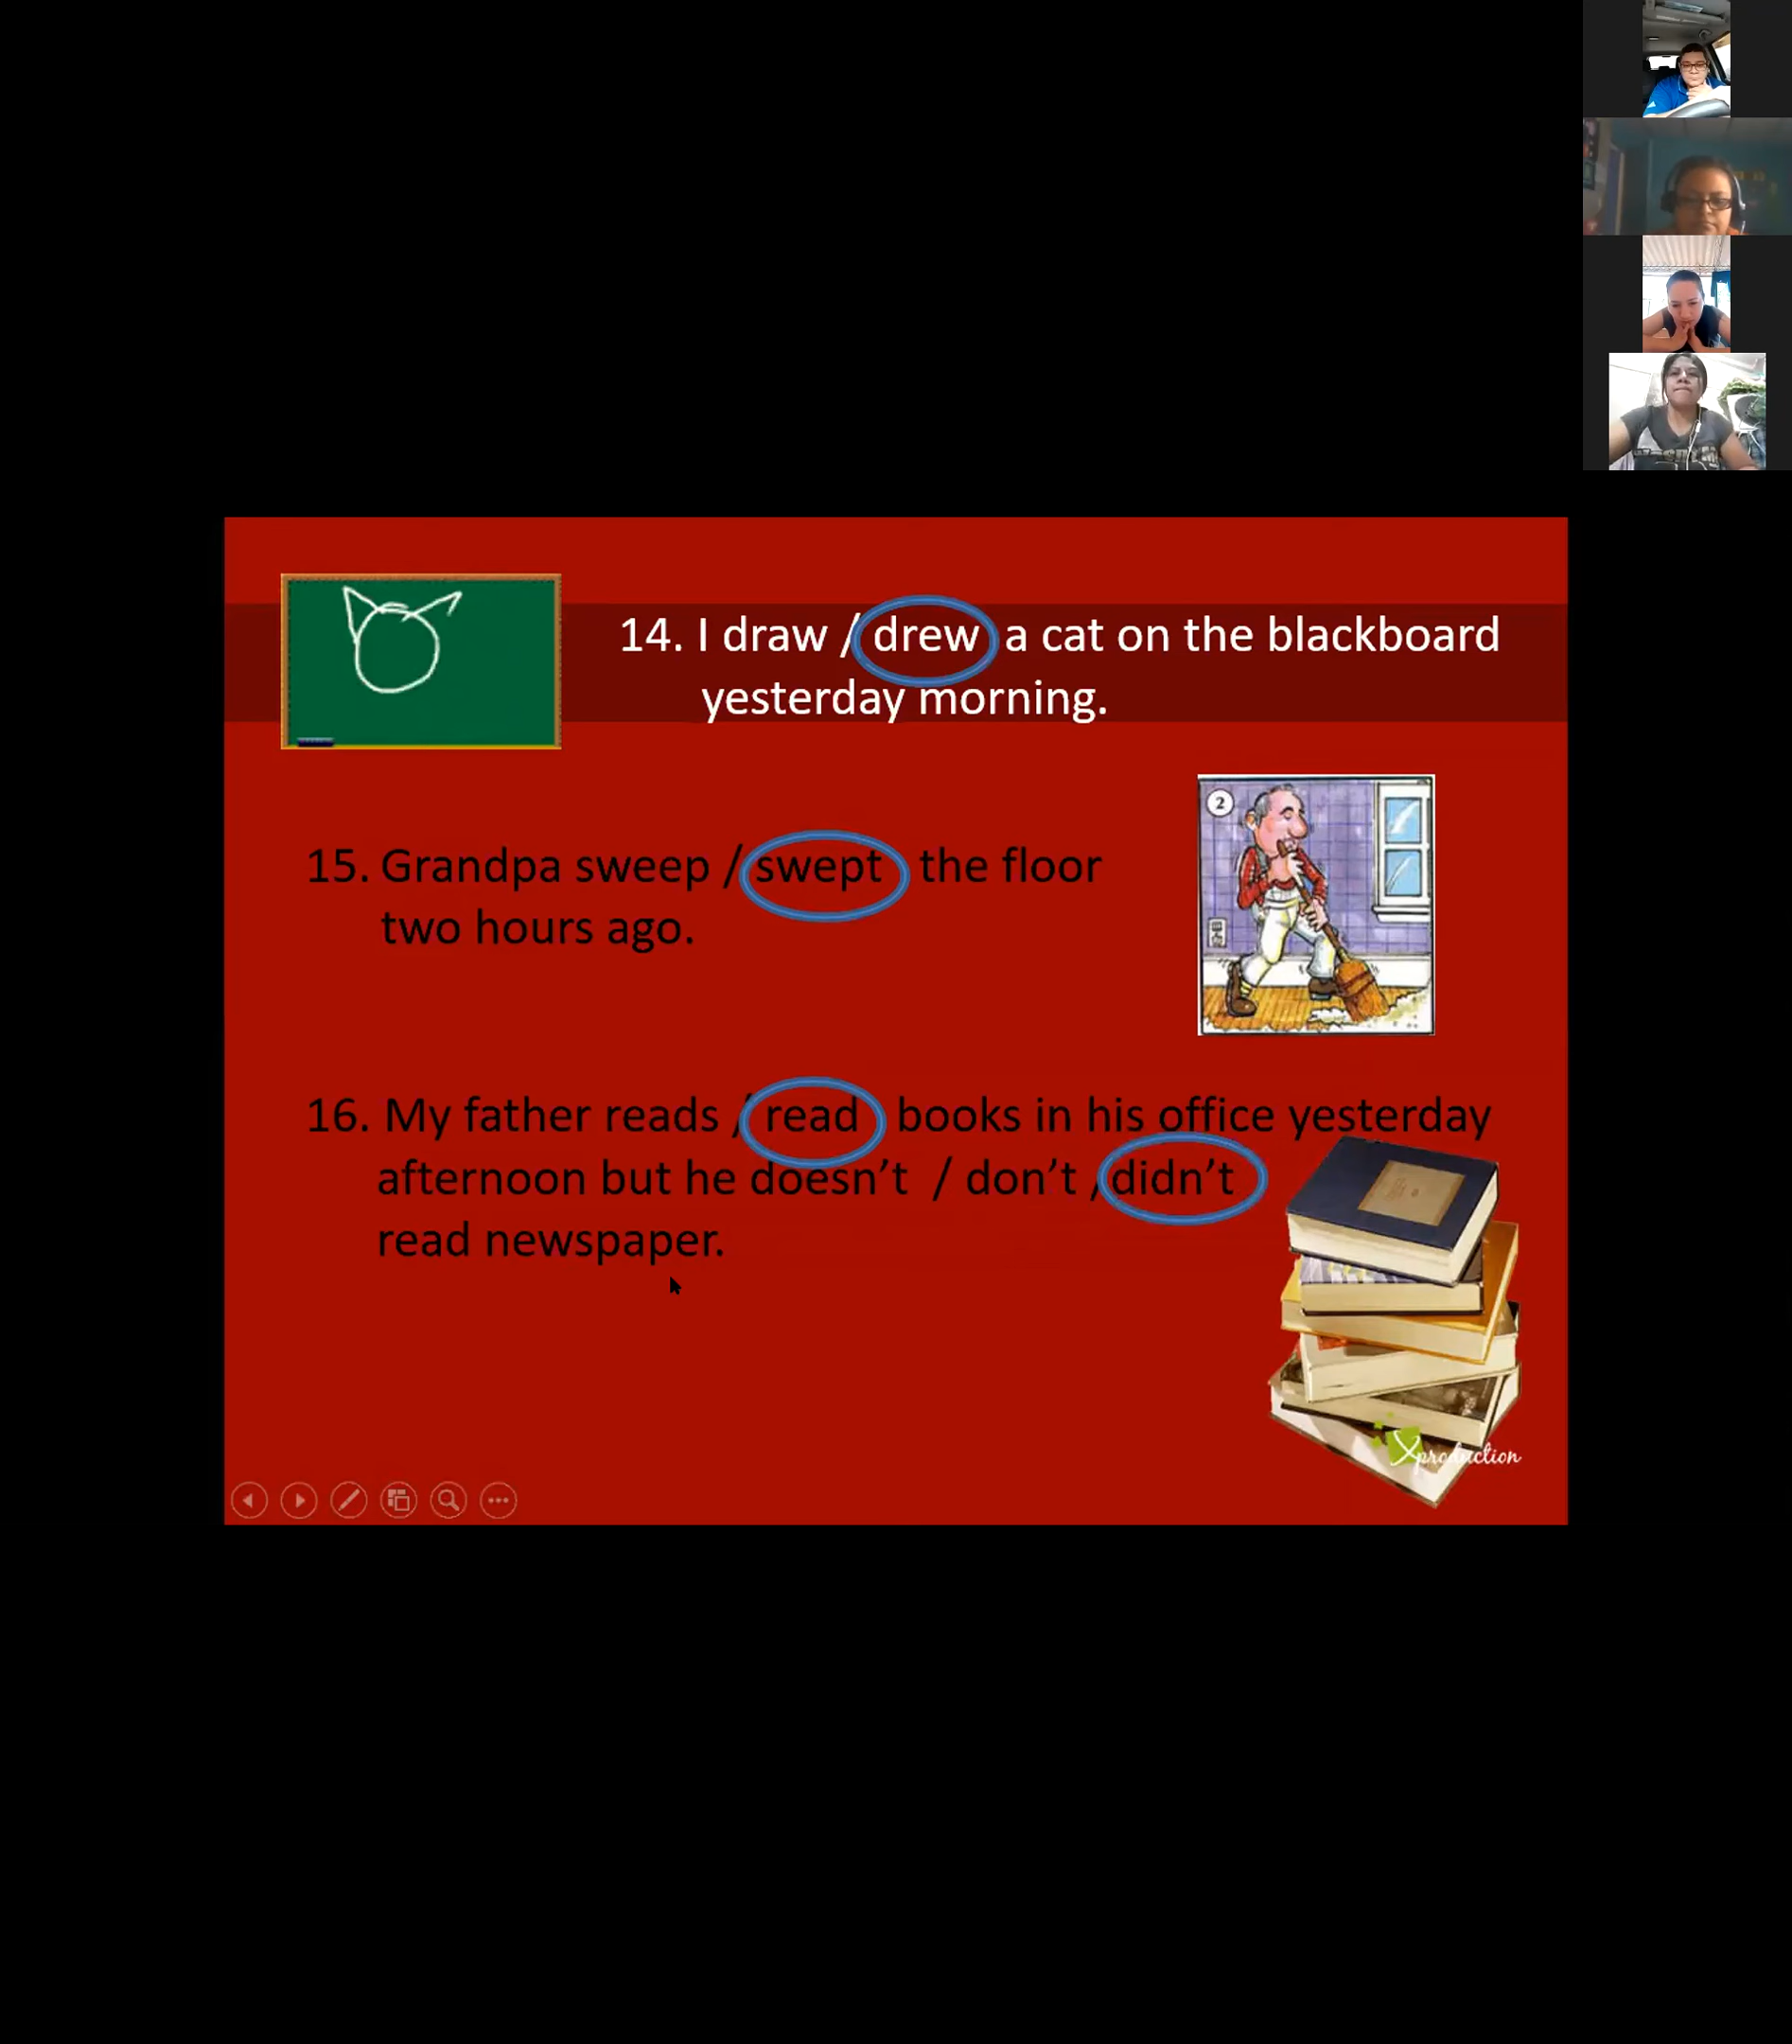 14. I draw / drew a cat on the blackboard
yesterday morning.
2
15. Grandpa sweep / swept the floor
two hours ago.
16. My father reads / read books in his office yesterday
afternoon but he doesn't / don't / didn't
read newspaper.
Xproduction